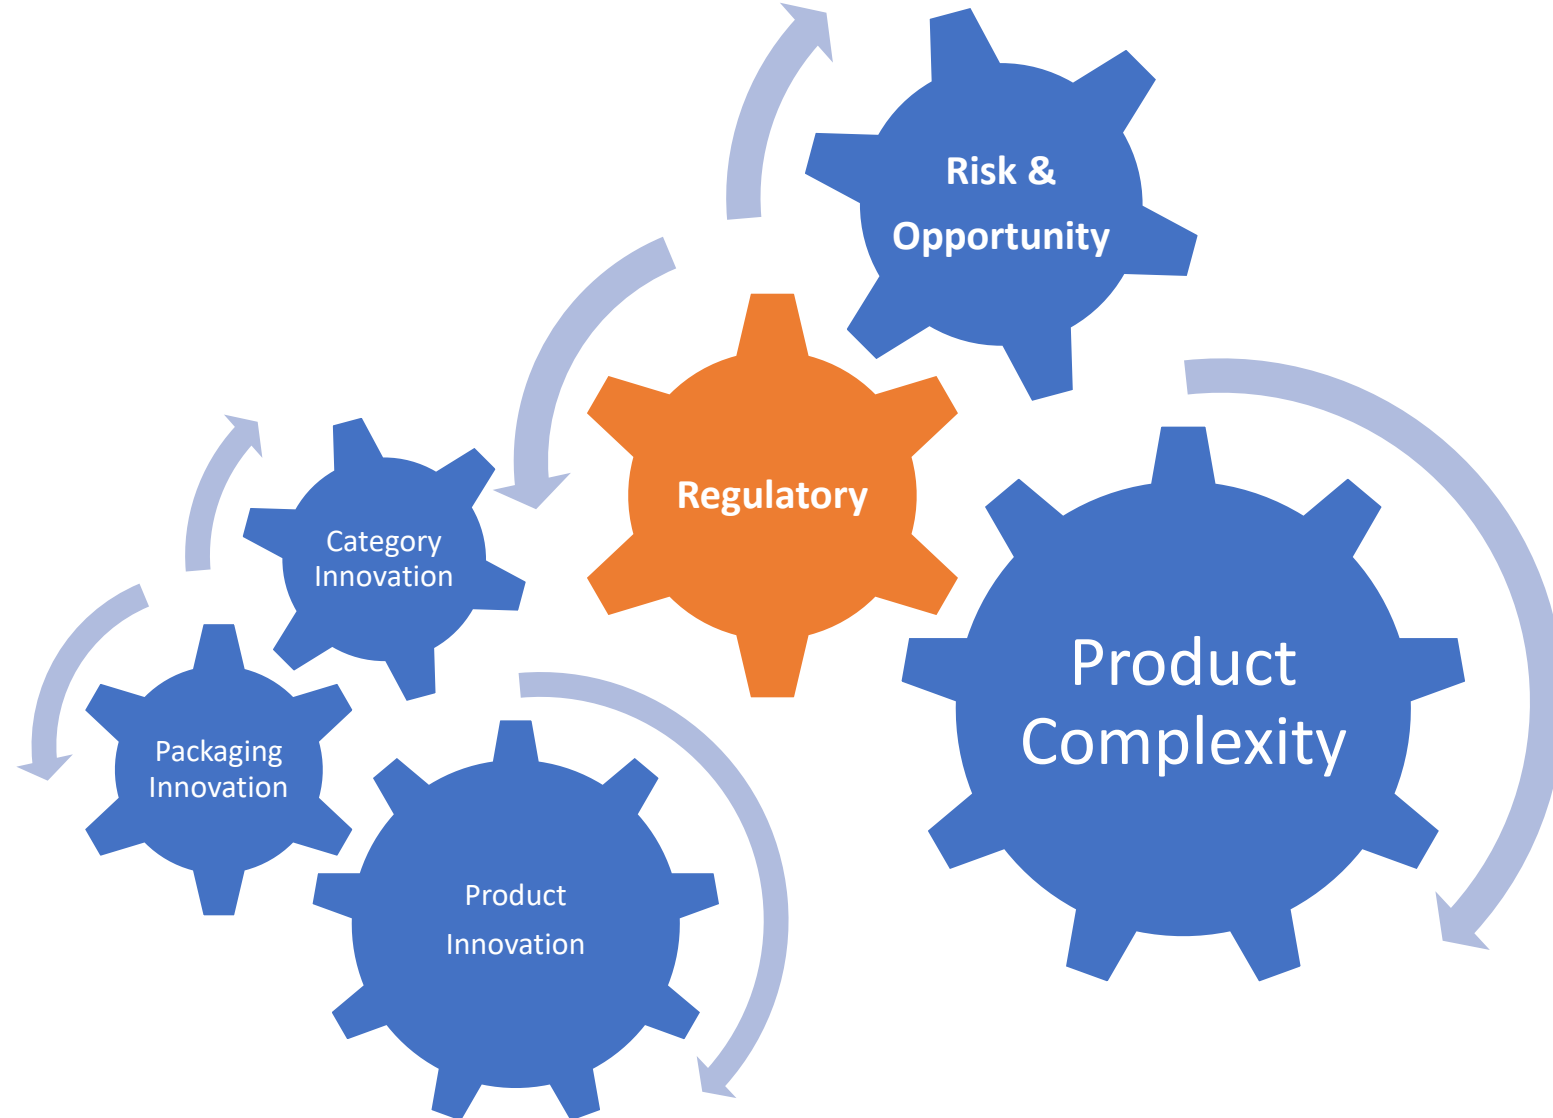 Risk &
Opportunity
Regulatory
Category
Innovation
Product
Complexity
Packaging
Innovation
Product
Innovation